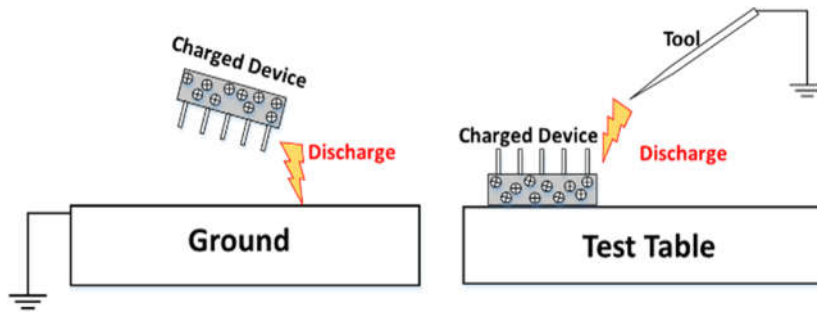 Charged Device
Discharge
Ground
Tool
Charged Device
Discharge
Test Table